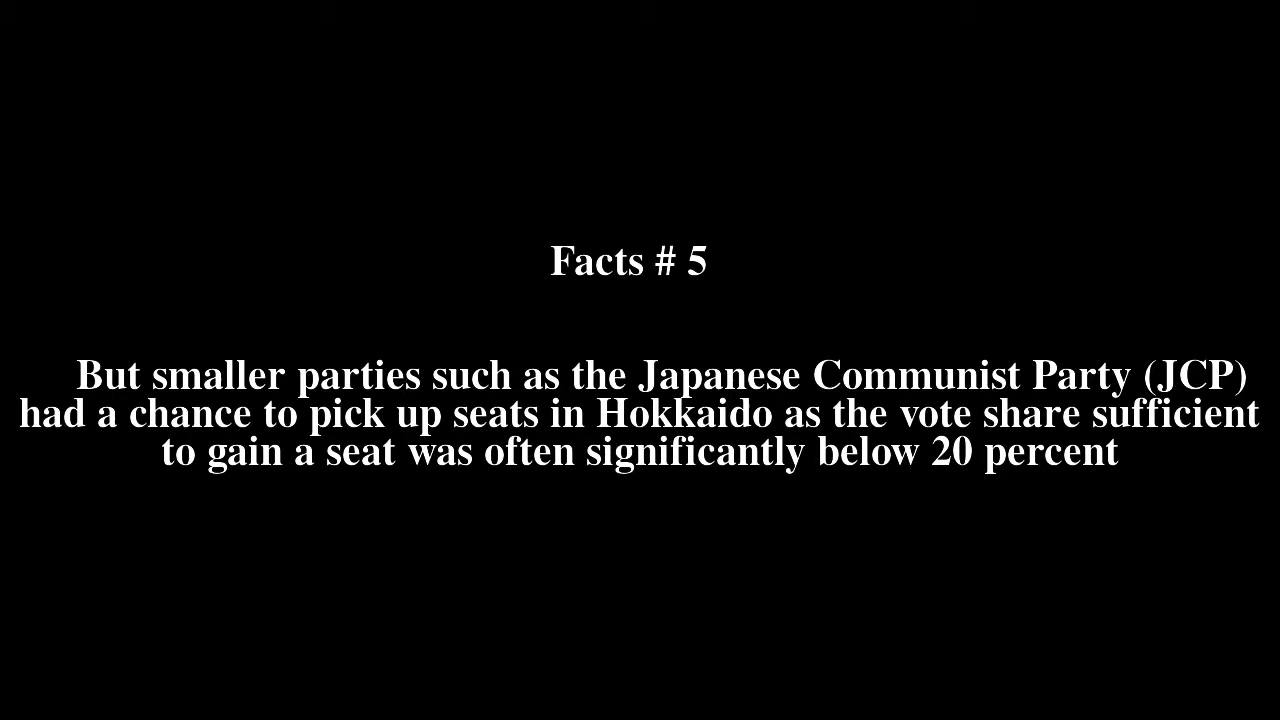 Facts # 5
But smaller parties such as the Japanese Communist Party (JCP)
had a chance to pick up seats in Hokkaido as the vote share sufficient
to gain a seat was often significantly below 20 percent